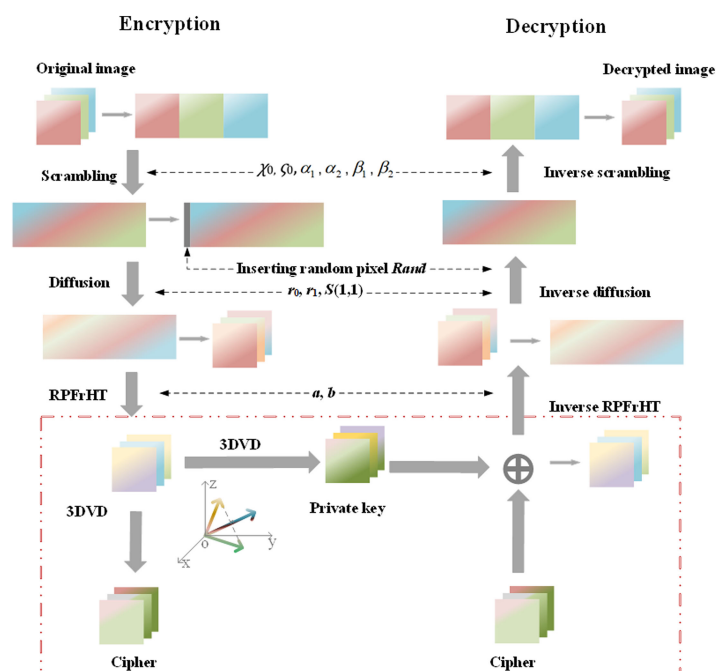 Encryption
Decryption
Original image
Decrypted image
Scrambling
χ0, ς0, α1 , α2 , β1 , β2
Inverse scrambling
Inserting random pixel Rand
Diffusion
r0, r1, S(1,1)
Inverse diffusion
RPFrHT
a, b
Inverse RPFrHT
3DVD
3DVD
z
o
y
x
Private key
Cipher
Cipher